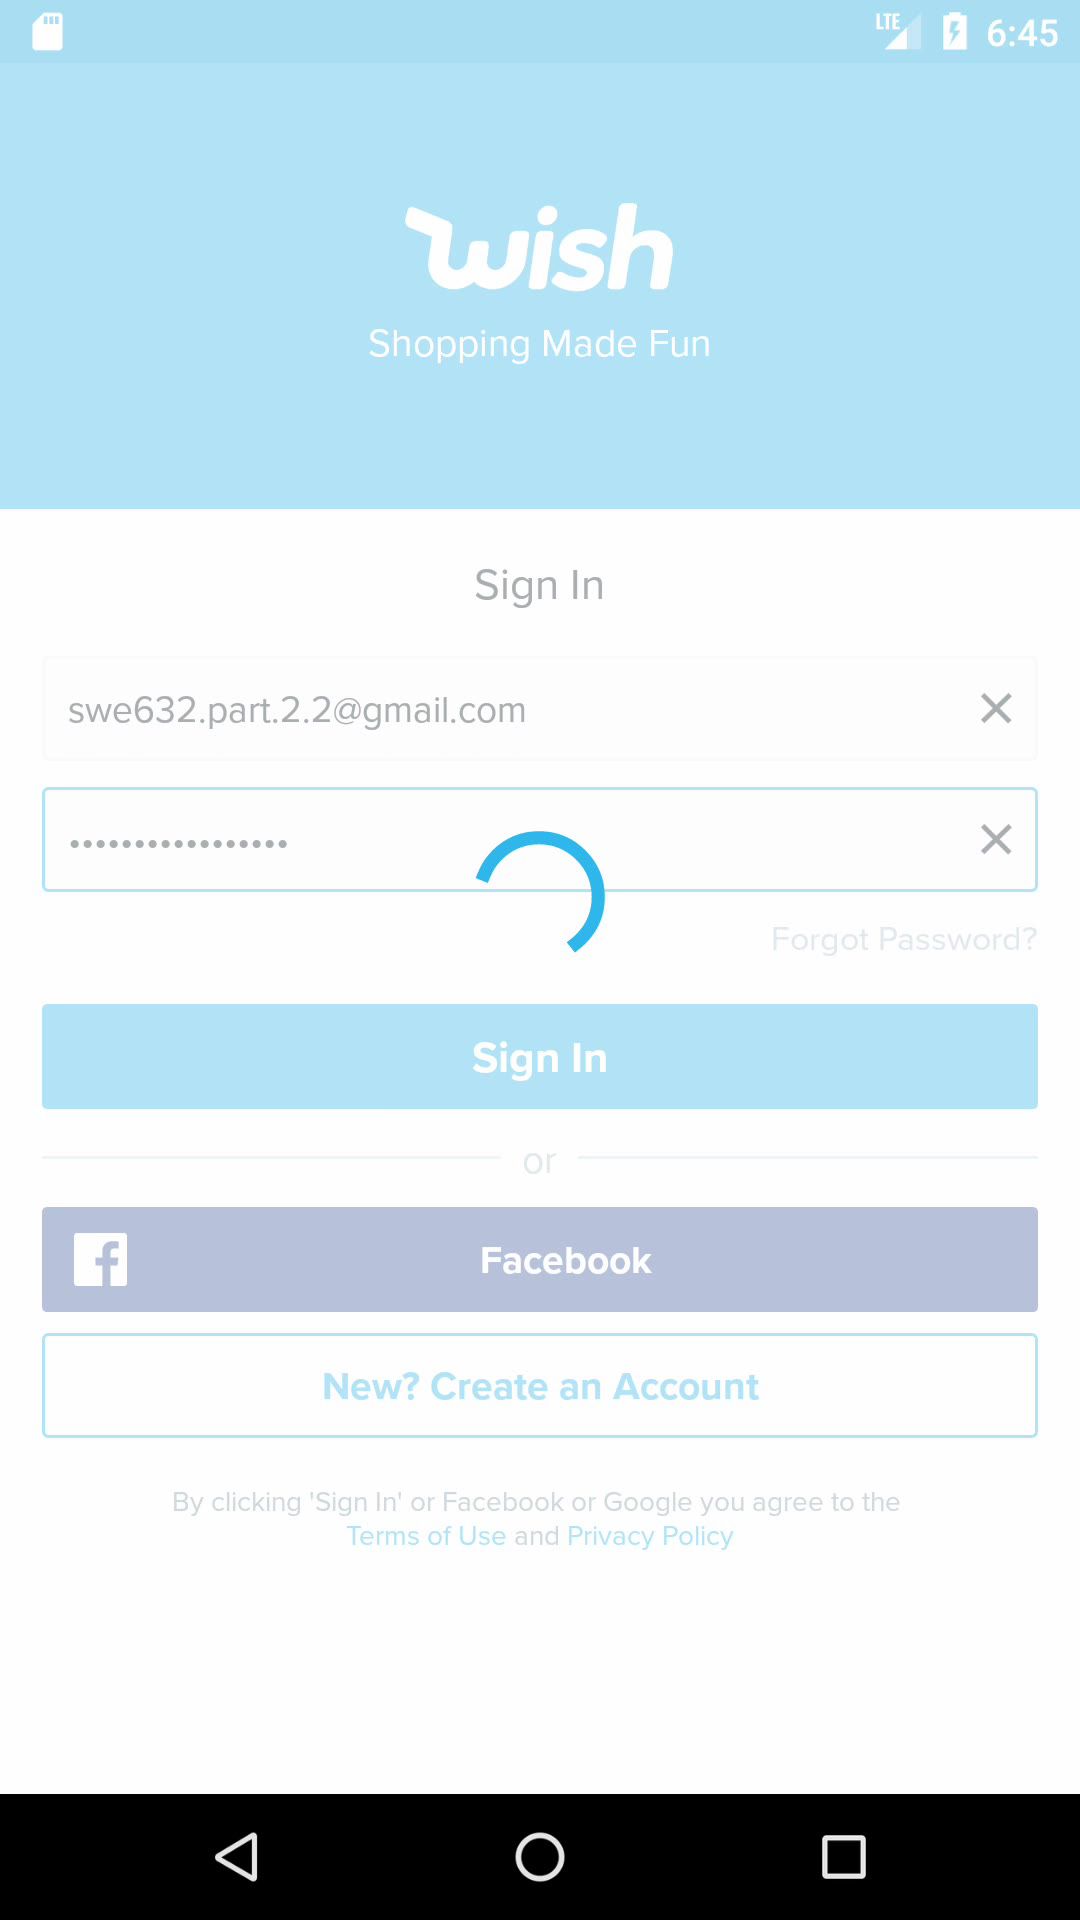 LTE 6:45
wish
Shopping Made Fun
Sign In
swe632.part.2.2@gmail.com
•••••••••••••••••
Forgot Password?
Sign In
or
Facebook
New? Create an Account
By clicking 'Sign In' or Facebook or Google you agree to the
Terms of Use and Privacy Policy